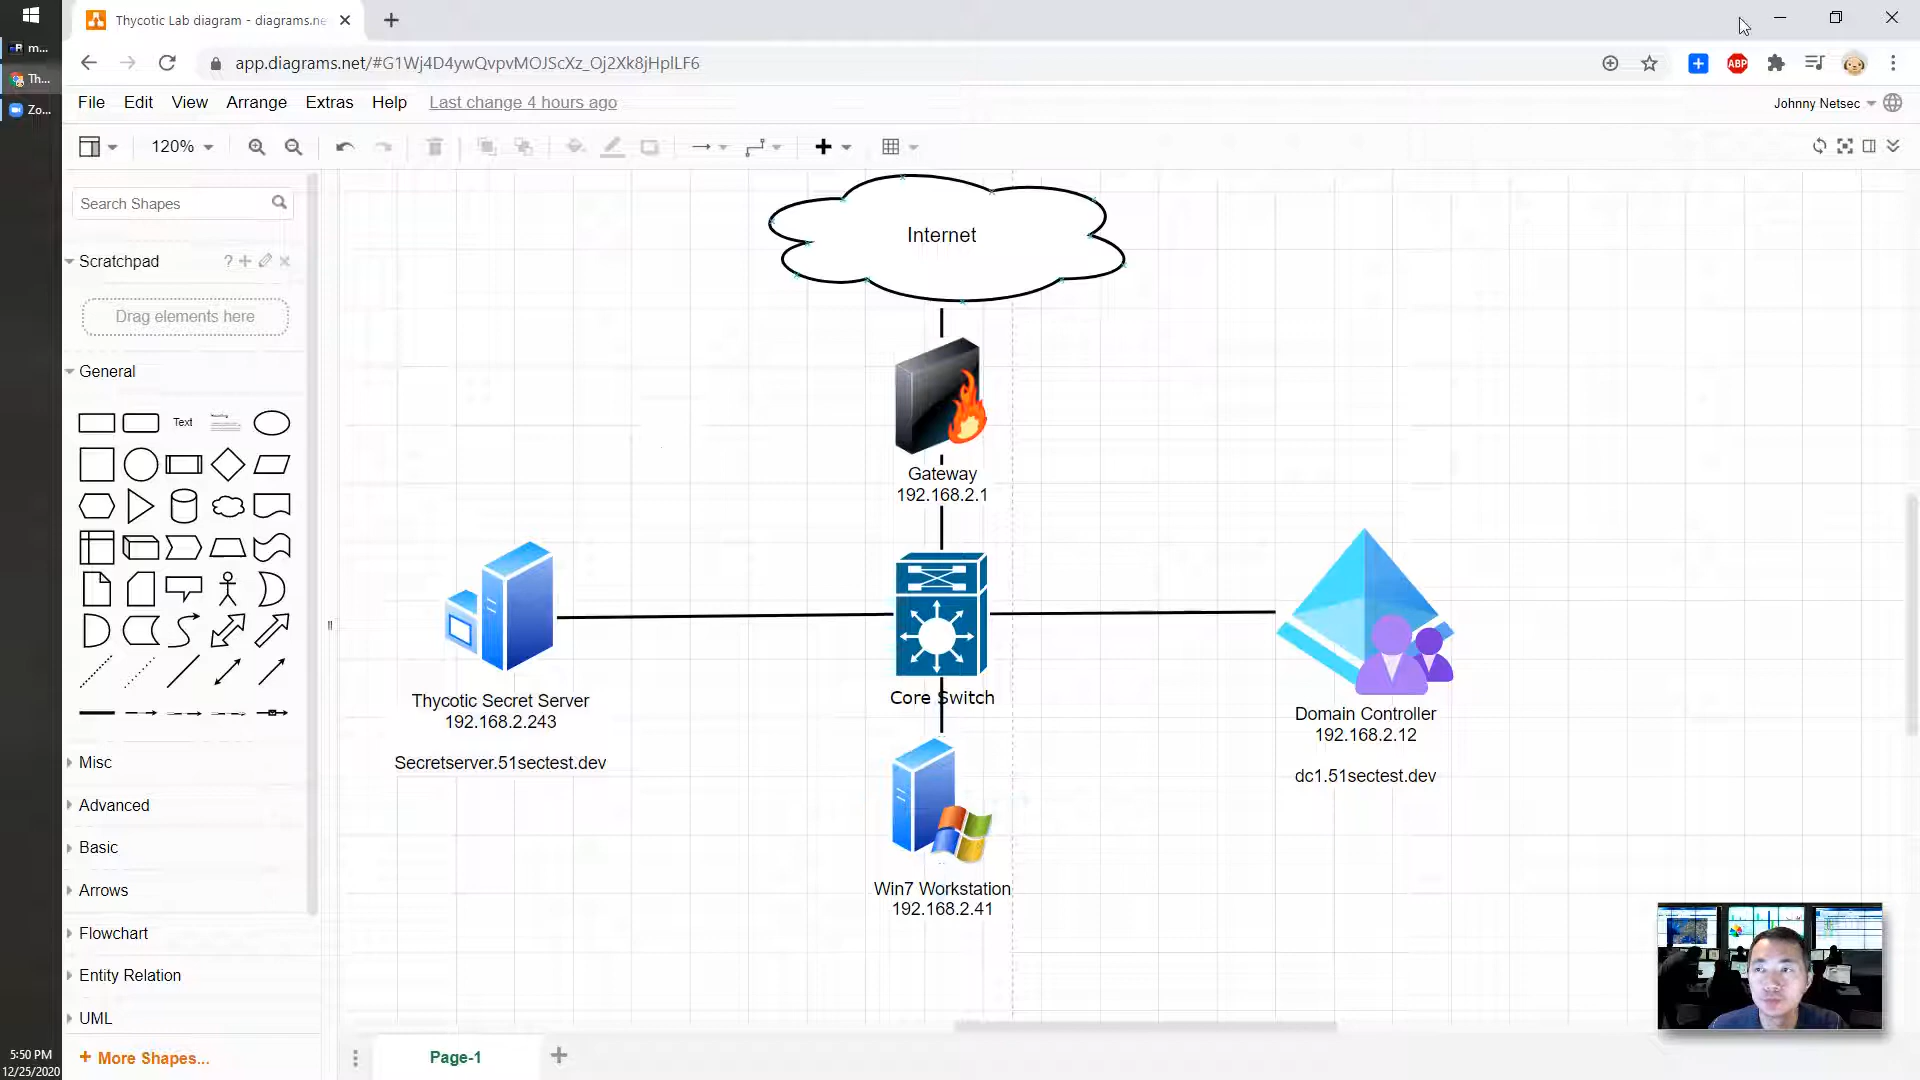 m...
Th...
Zo...
Thycotic Lab diagram - diagrams.ne
app.diagrams.net/#G1Wj4D4ywQvpvMOJScXz_Oj2Xk8jHplLF6
ABP
File Edit View Arrange Extras Help Last change 4 hours ago
Johnny Netsec
120%
Search Shapes
Scratchpad
?
Drag elements here
General
Text
Misc
Advanced
Basic
Arrows
Flowchart
Entity Relation
UML
+ More Shapes...
Internet
Gateway
192.168.2.1
Thycotic Secret Server
192.168.2.243
Secretserver.51sectest.dev
Core Switch
Domain Controller
192.168.2.12
dc1.51sectest.dev
Win7 Workstation
192.168.2.41
Page-1
5:50 PM
12/25/2020